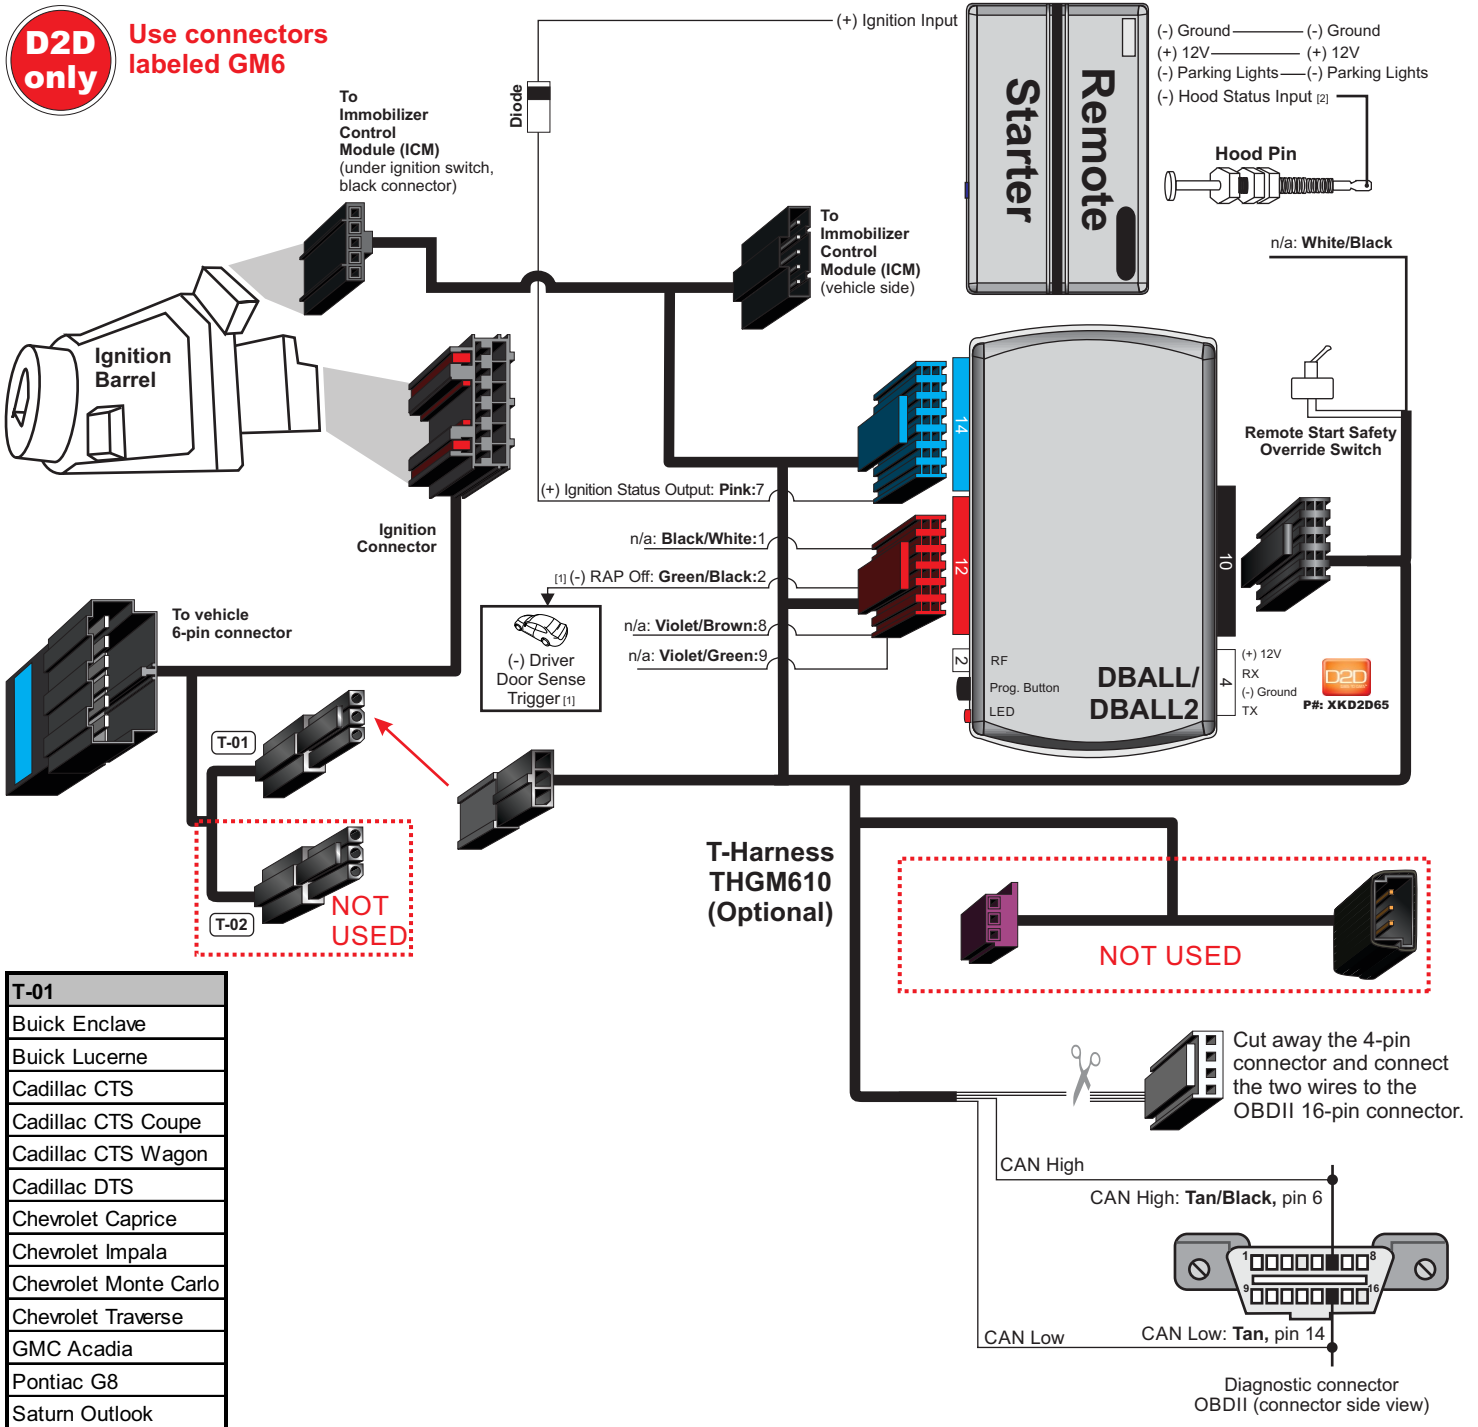 D2D
only
Use connectors
labeled GM6
To
Immobilizer
Control
Module (ICM)
(under ignition switch,
black connector)
Diode
(+) Ignition Input
Remote
Starter
(-) Ground (-) Ground
(+) 12V (+) 12V
(-) Parking Lights (-) Parking Lights
(-) Hood Status Input [2]
Hood Pin
n/a: White/Black
To
Immobilizer
Control
Module (ICM)
(vehicle side)
Ignition
Barrel
Remote Start Safety
Override Switch
14
(+) Ignition Status Output: Pink:7
Ignition
Connector
n/a: Black/White:1
12
10
[1] (-) RAP Off: Green/Black:2
To vehicle
6-pin connector
n/a: Violet/Brown:8
n/a: Violet/Green:9
(-) Driver
Door Sense
Trigger [1]
2
RF
Prog. Button
LED
DBALL/
DBALL2
4
(+) 12V
RX
(-) Ground
TX
D2D
P#: XKD2D65
T-01
T-02
NOT
USED
T-Harness
THGM610
(Optional)
NOT USED
T-01
Buick Enclave
Buick Lucerne
Cadillac CTS
Cadillac CTS Coupe
Cadillac CTS Wagon
Cadillac DTS
Chevrolet Caprice
Chevrolet Impala
Chevrolet Monte Carlo
Chevrolet Traverse
GMC Acadia
Pontiac G8
Saturn Outlook
Cut away the 4-pin
connector and connect
the two wires to the
OBDII 16-pin connector.
CAN High
CAN High: Tan/Black, pin 6
1 8
9 16
CAN Low
CAN Low: Tan, pin 14
Diagnostic connector
OBDII (connector side view)